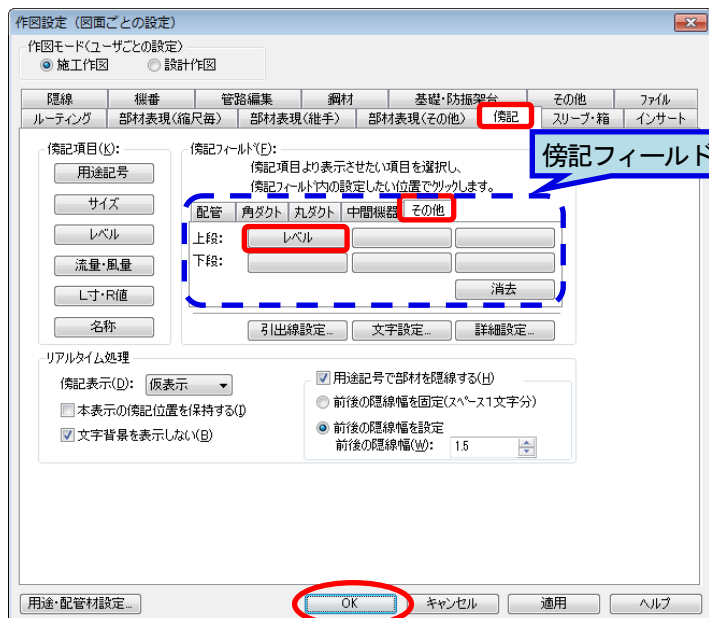 作図設定（図面ごとの設定）
作図モード(ユーザごとの設定)
施工作図 設計作図
隠線 機番 管路編集 鋼材 基礎・防振架台 その他 ファイル
ルーティング 部材表現(縮尺毎) 部材表現(継手) 部材表現(その他) 傍記 スリーブ・箱 インサート
傍記項目(K):
用途記号
サイズ
レベル
流量・風量
L寸・R値
名称
傍記フィールド(F):
傍記項目より表示させたい項目を選択し、
傍記フィールド内の設定したい位置でクリックします。
傍記フィールド
配管 角ダクト 丸ダクト 中間機器 その他
上段: レベル
下段:
消去
引出線設定... 文字設定... 詳細設定...
リアルタイム処理
傍記表示(D): 仮表示
本表示の傍記位置を保持する(I)
文字背景を表示しない(B)
用途記号で部材を隠線する(H)
前後の隠線幅を固定(スペース1文字分)
前後の隠線幅を設定
前後の隠線幅(W): 1.5
用途・配管材設定... OK キャンセル 適用 ヘルプ